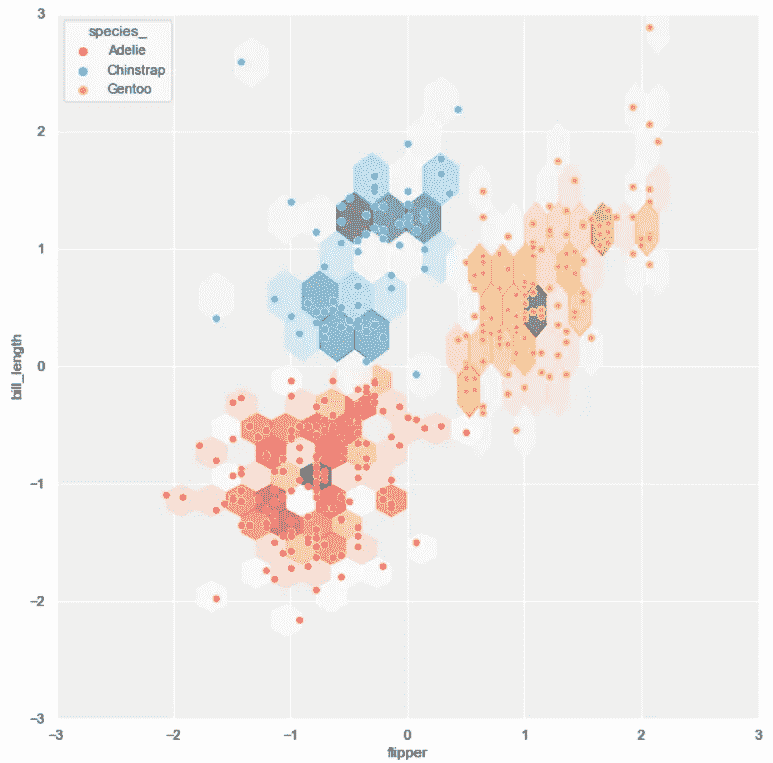 species_
Adelie
Chinstrap
Gentoo
3
2
1
0
−1
−2
−3
bill_length
−3
−2
−1
0
1
2
3
flipper